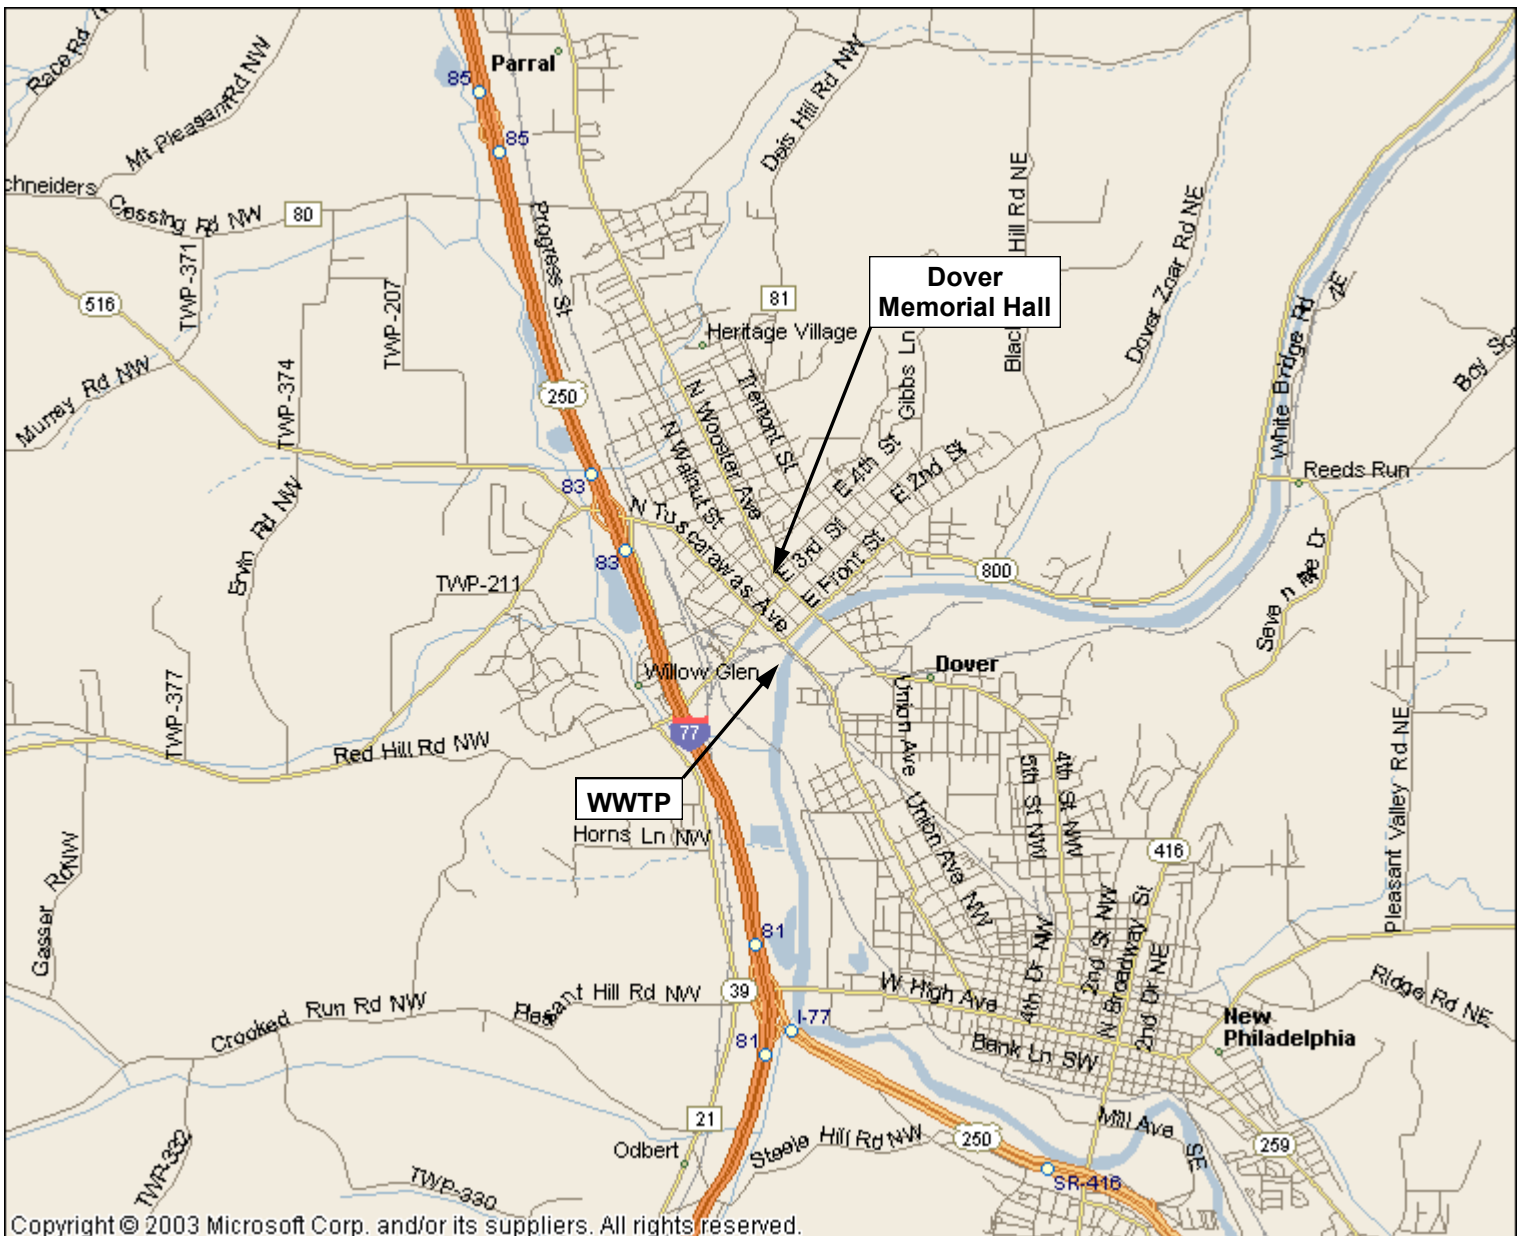 Race Rd
Parral
85
85
Mt Pleasant Rd NW
Deis Hill Rd NW
chneiders
Crossing Rd NW
80
TWP-371
Progress St
Hill Rd NE
Dover Zoar Rd NE
Dover
Memorial Hall
516
TWP-207
81
Heritage Village
Gibbs Ln
Black
White Bridge Rd NE
Boy Sco
Murray Rd NW
TWP-374
250
N Wooster Ave
Tremont St
N Walnut St
E 4th St
E 2nd St
Reeds Run
83
83
N Tuscarawas Ave
E 3rd St
E Front St
800
Ervin Rd NW
TWP-211
Willow Glen
Dover
Union Ave
TWP-377
77
Red Hill Rd NW
5th St NW
4th St NW
Pleasant Valley Rd NE
WWTP
Horns Ln NW
Union Ave NW
416
Gasser Rd NW
81
4th Dr NW
2nd St NW
N Broadway St
2nd Dr NE
W High Ave
39
Ridge Rd NE
Crooked Run Rd NW
Pleasant Hill Rd NW
I-77
81
New
Philadelphia
Bank Ln SW
21
Odbert
Steele Hill Rd NW
250
Mill Ave
SE
259
TWP-332
TWP-330
SR-416
Copyright © 2003 Microsoft Corp. and/or its suppliers. All rights reserved.